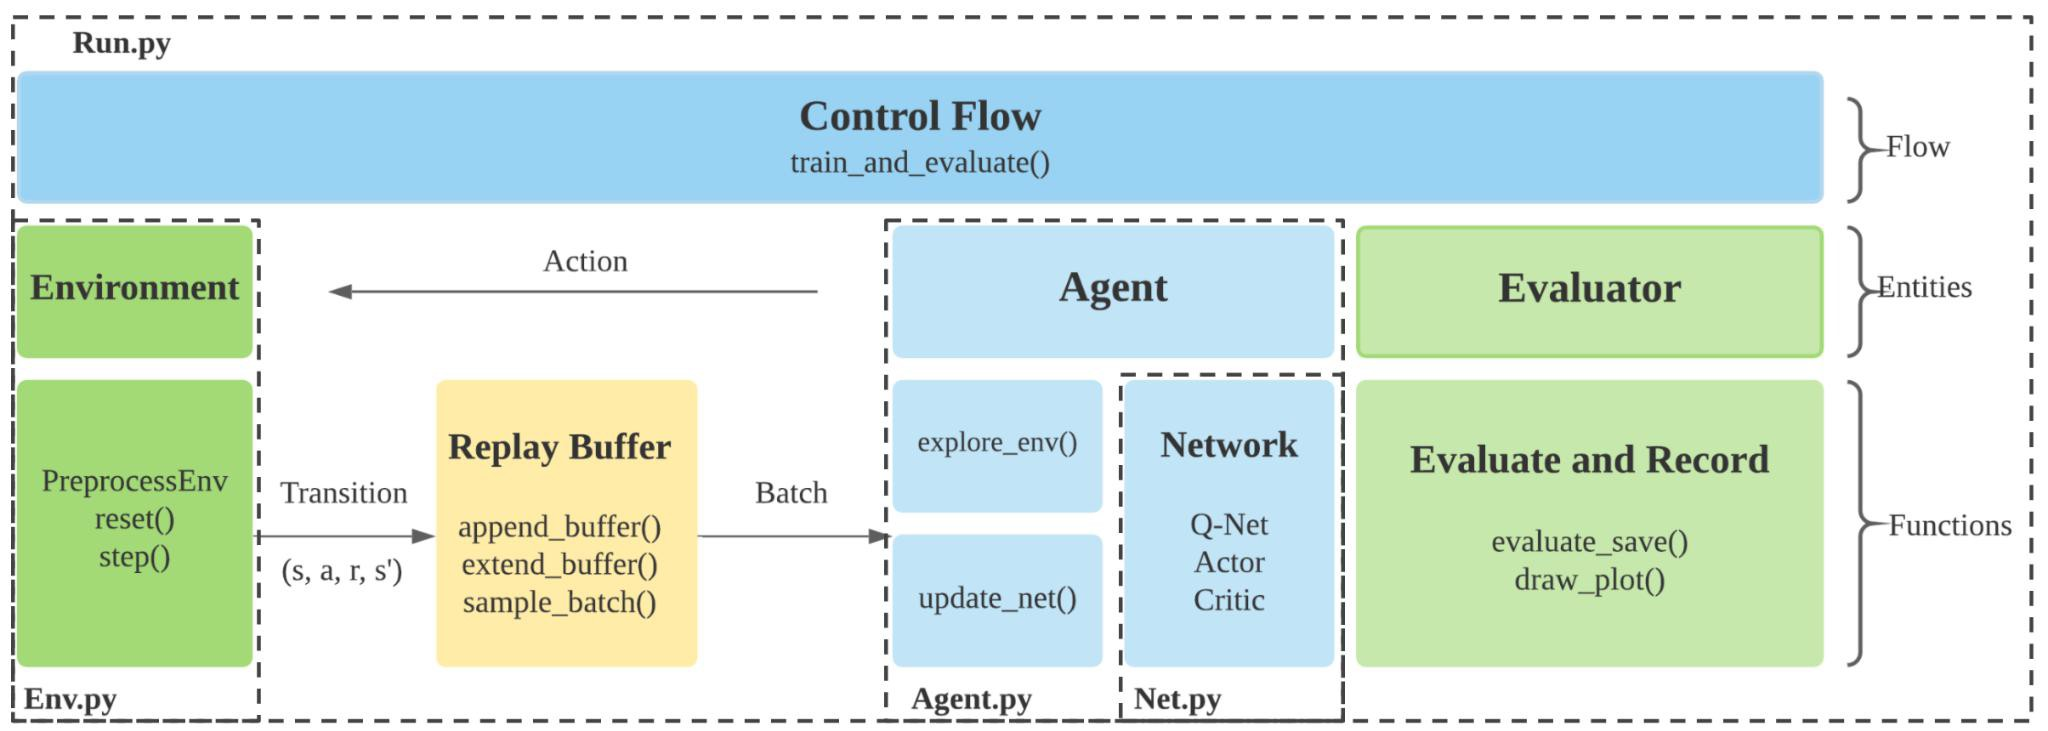 Run.py
Control Flow
train_and_evaluate()
Flow
Environment
Action
Agent
Evaluator
Entities
PreprocessEnv
reset()
step()
Transition
(s, a, r, s')
Replay Buffer
append_buffer()
extend_buffer()
sample_batch()
Batch
explore_env()
update_net()
Network
Q-Net
Actor
Critic
Evaluate and Record
evaluate_save()
draw_plot()
Functions
Env.py
Agent.py
Net.py